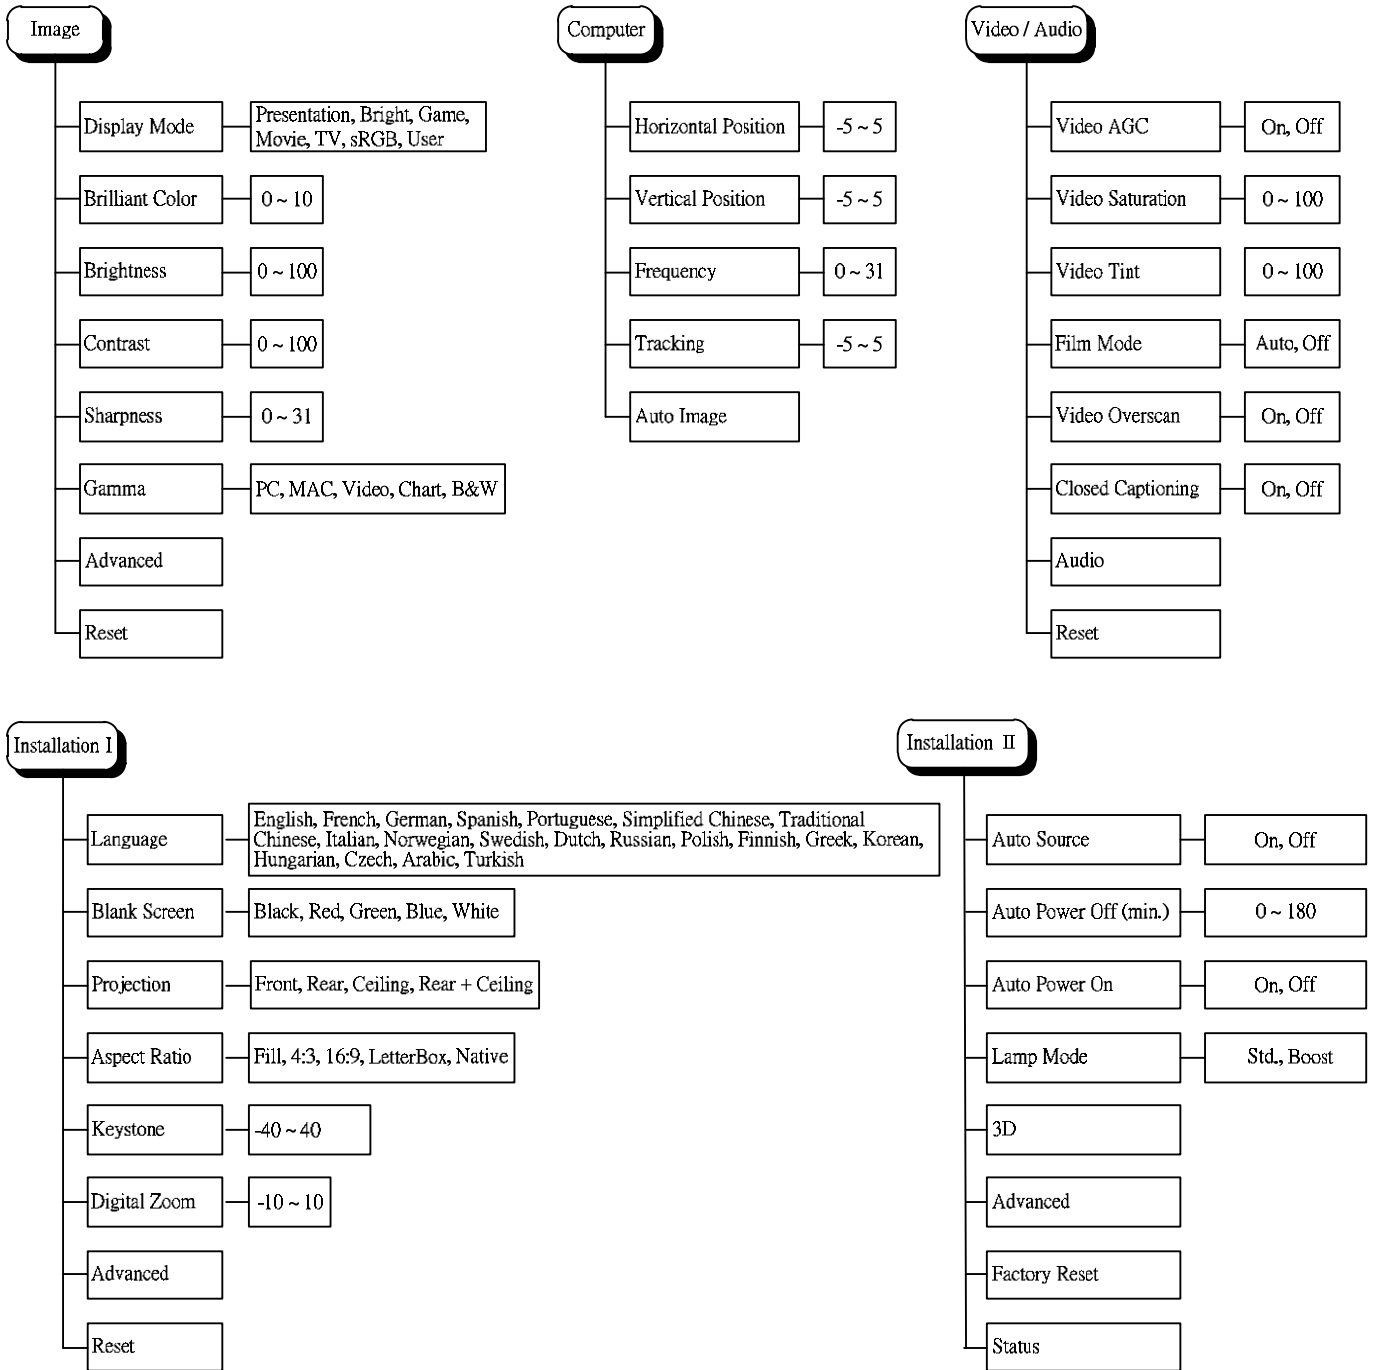 Image
Display Mode
Presentation, Bright, Game,
Movie, TV, sRGB, User
Brilliant Color
0 ~ 10
Brightness
0 ~ 100
Contrast
0 ~ 100
Sharpness
0 ~ 31
Gamma
PC, MAC, Video, Chart, B&W
Advanced
Reset
Computer
Horizontal Position
-5 ~ 5
Vertical Position
-5 ~ 5
Frequency
0 ~ 31
Tracking
-5 ~ 5
Auto Image
Video / Audio
Video AGC
On, Off
Video Saturation
0 ~ 100
Video Tint
0 ~ 100
Film Mode
Auto, Off
Video Overscan
On, Off
Closed Captioning
On, Off
Audio
Reset
Installation I
Language
English, French, German, Spanish, Portuguese, Simplified Chinese, Traditional
Chinese, Italian, Norwegian, Swedish, Dutch, Russian, Polish, Finnish, Greek, Korean,
Hungarian, Czech, Arabic, Turkish
Blank Screen
Black, Red, Green, Blue, White
Projection
Front, Rear, Ceiling, Rear + Ceiling
Aspect Ratio
Fill, 4:3, 16:9, LetterBox, Native
Keystone
-40 ~ 40
Digital Zoom
-10 ~ 10
Advanced
Reset
Installation II
Auto Source
On, Off
Auto Power Off (min.)
0 ~ 180
Auto Power On
On, Off
Lamp Mode
Std., Boost
3D
Advanced
Factory Reset
Status